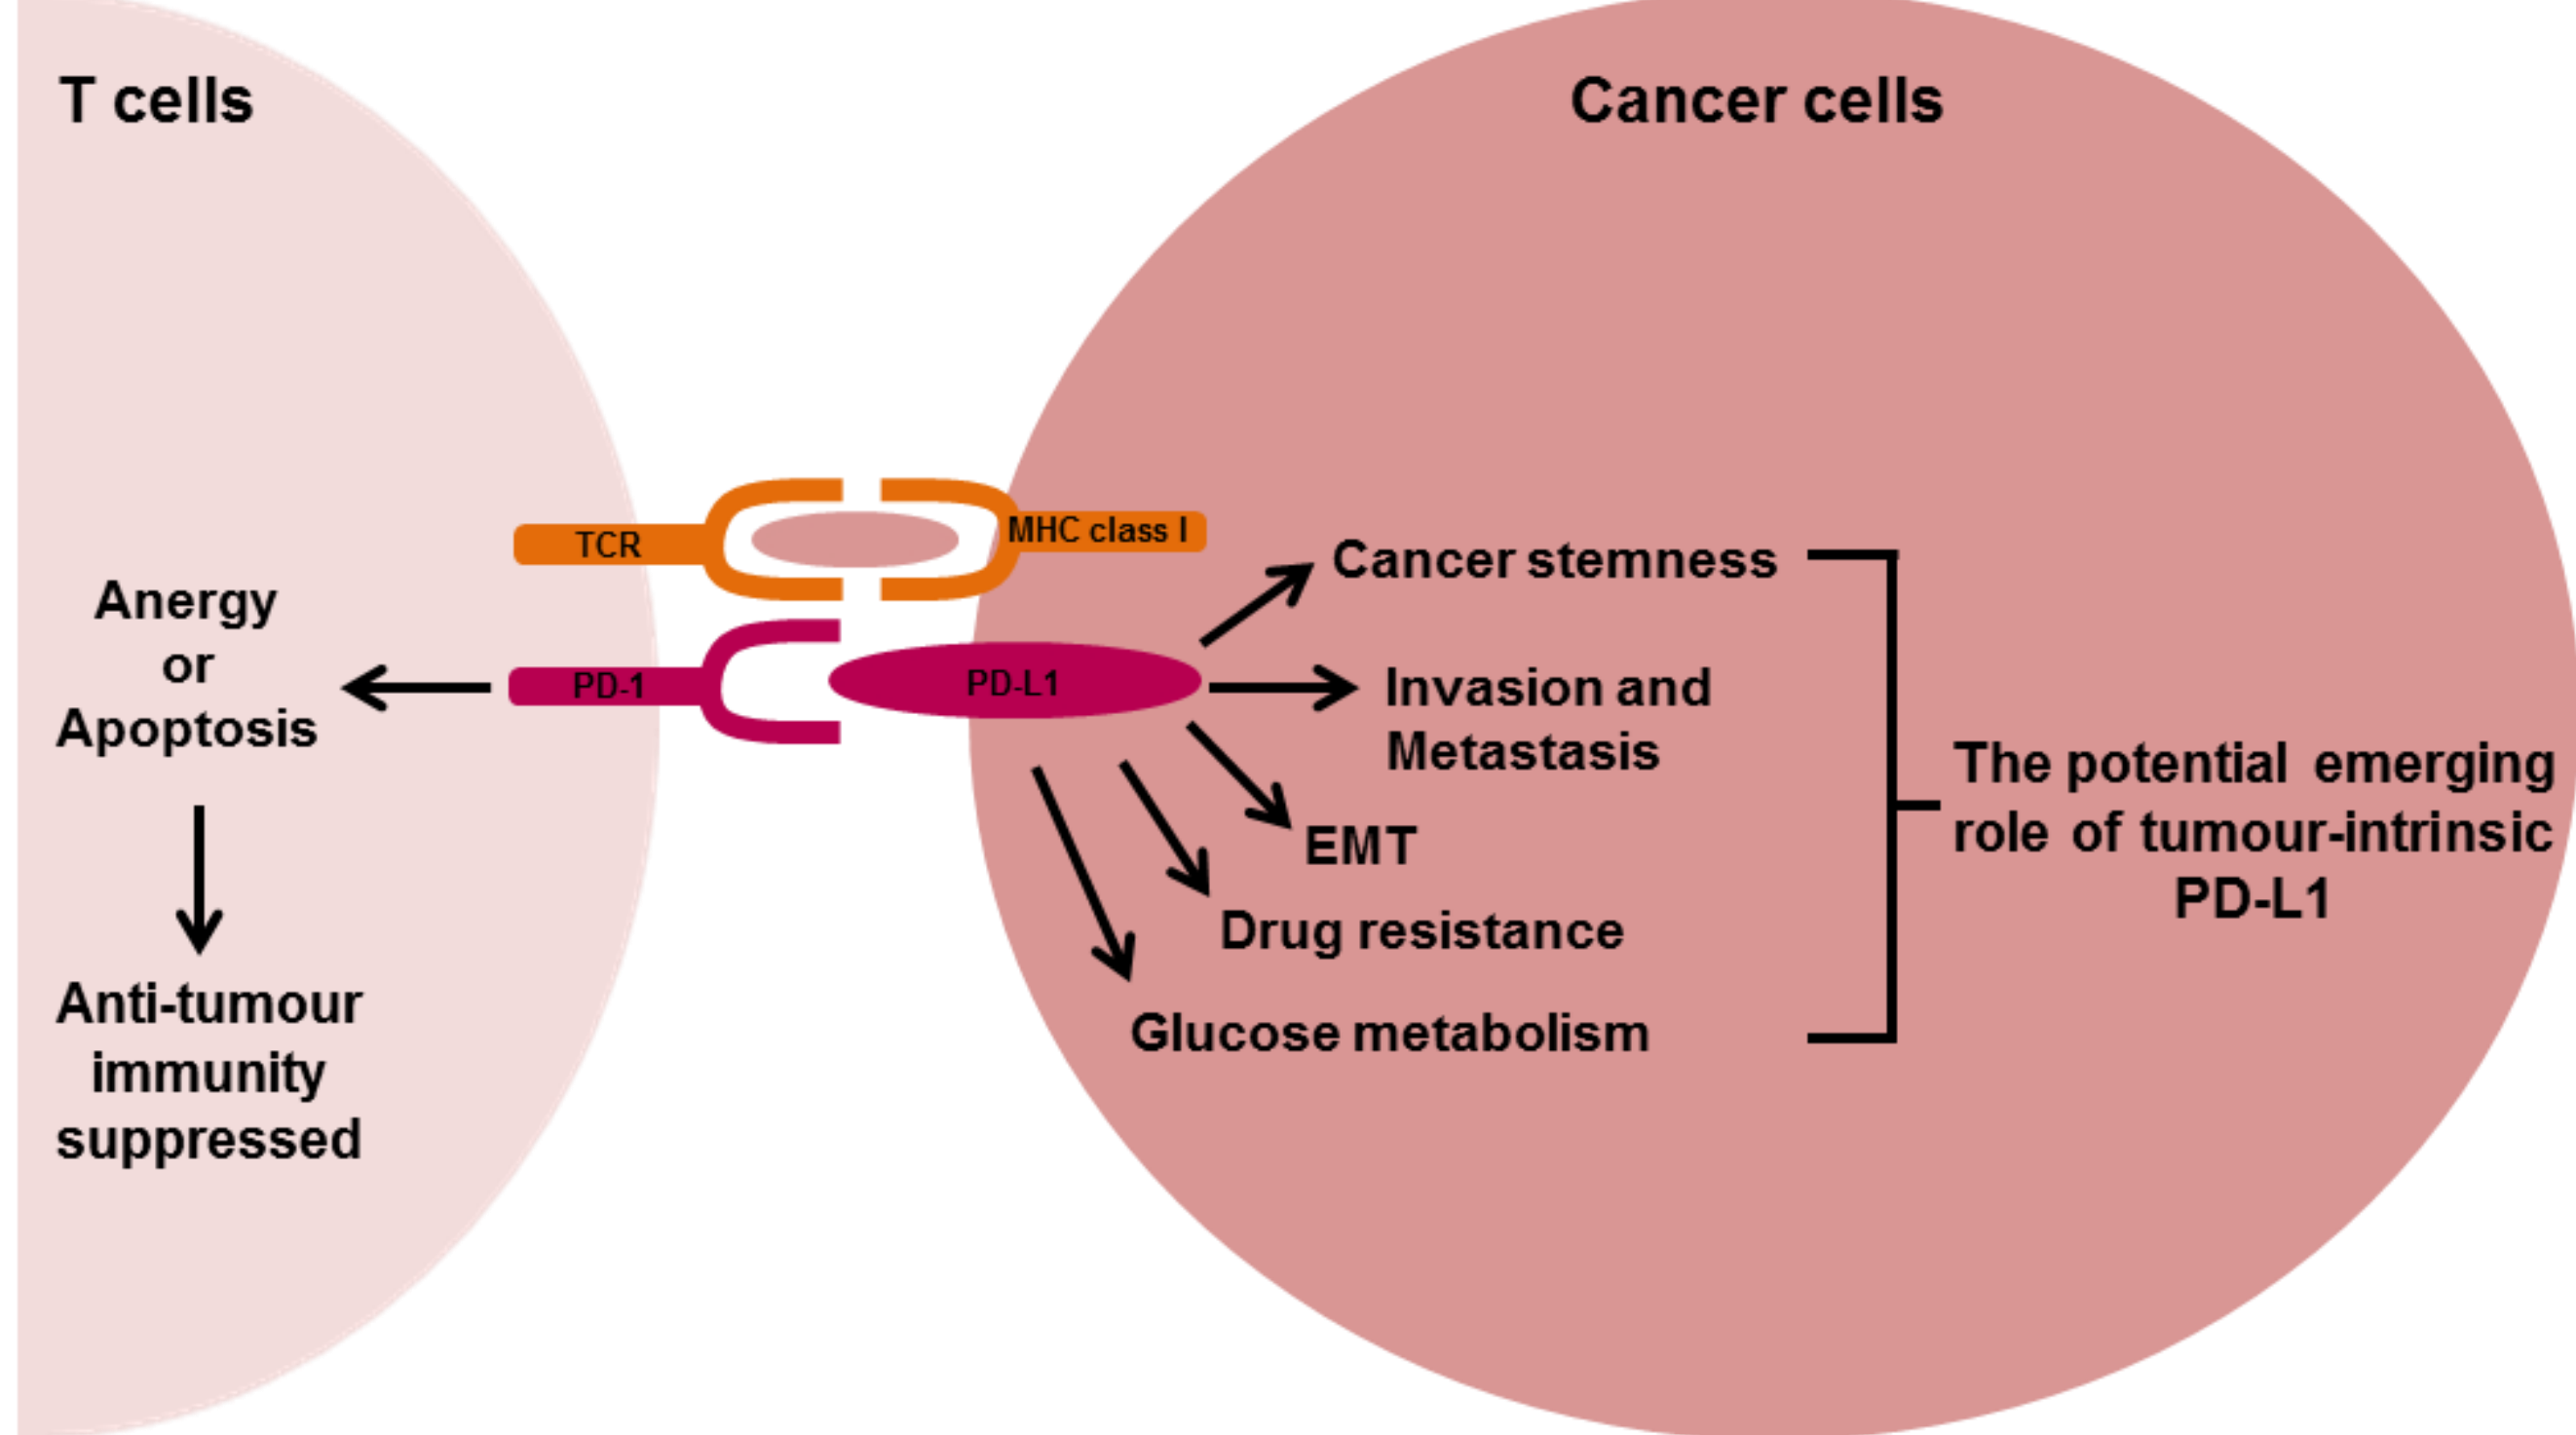 T cells
Cancer cells
TCR
MHC class I
PD-1
PD-L1
Anergy
or
Apoptosis
Anti-tumour
immunity
suppressed
Cancer stemness
Invasion and
Metastasis
EMT
Drug resistance
Glucose metabolism
The potential emerging
role of tumour-intrinsic
PD-L1